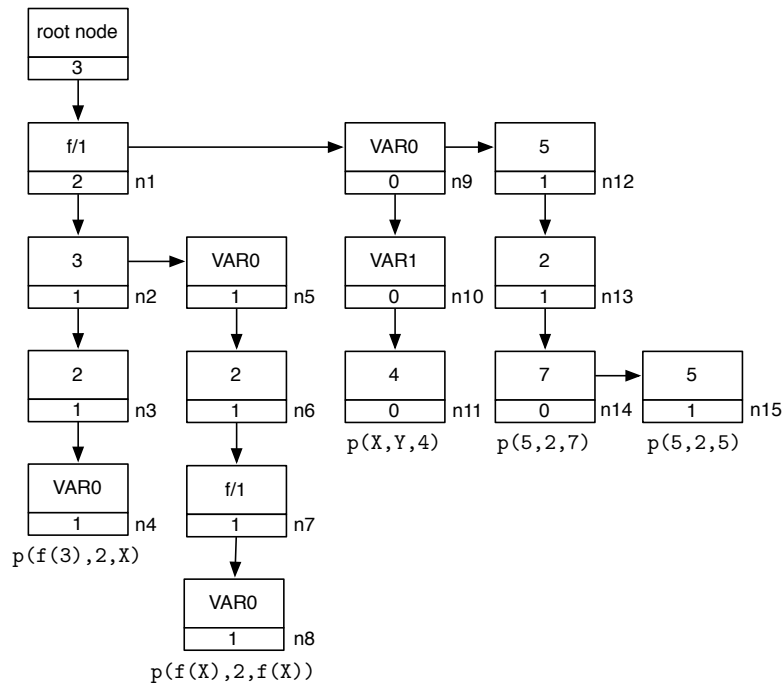 root node
3
f/1
2 n1
VAR0
0 n9
5
1 n12
3
1 n2
VAR0
1 n5
VAR1
0 n10
2
1 n13
2
1 n3
2
1 n6
4
0 n11
7
0 n14
5
1 n15
p(X,Y,4)
p(5,2,7)
p(5,2,5)
VAR0
1 n4
p(f(3),2,X)
f/1
1 n7
VAR0
1 n8
p(f(X),2,f(X))